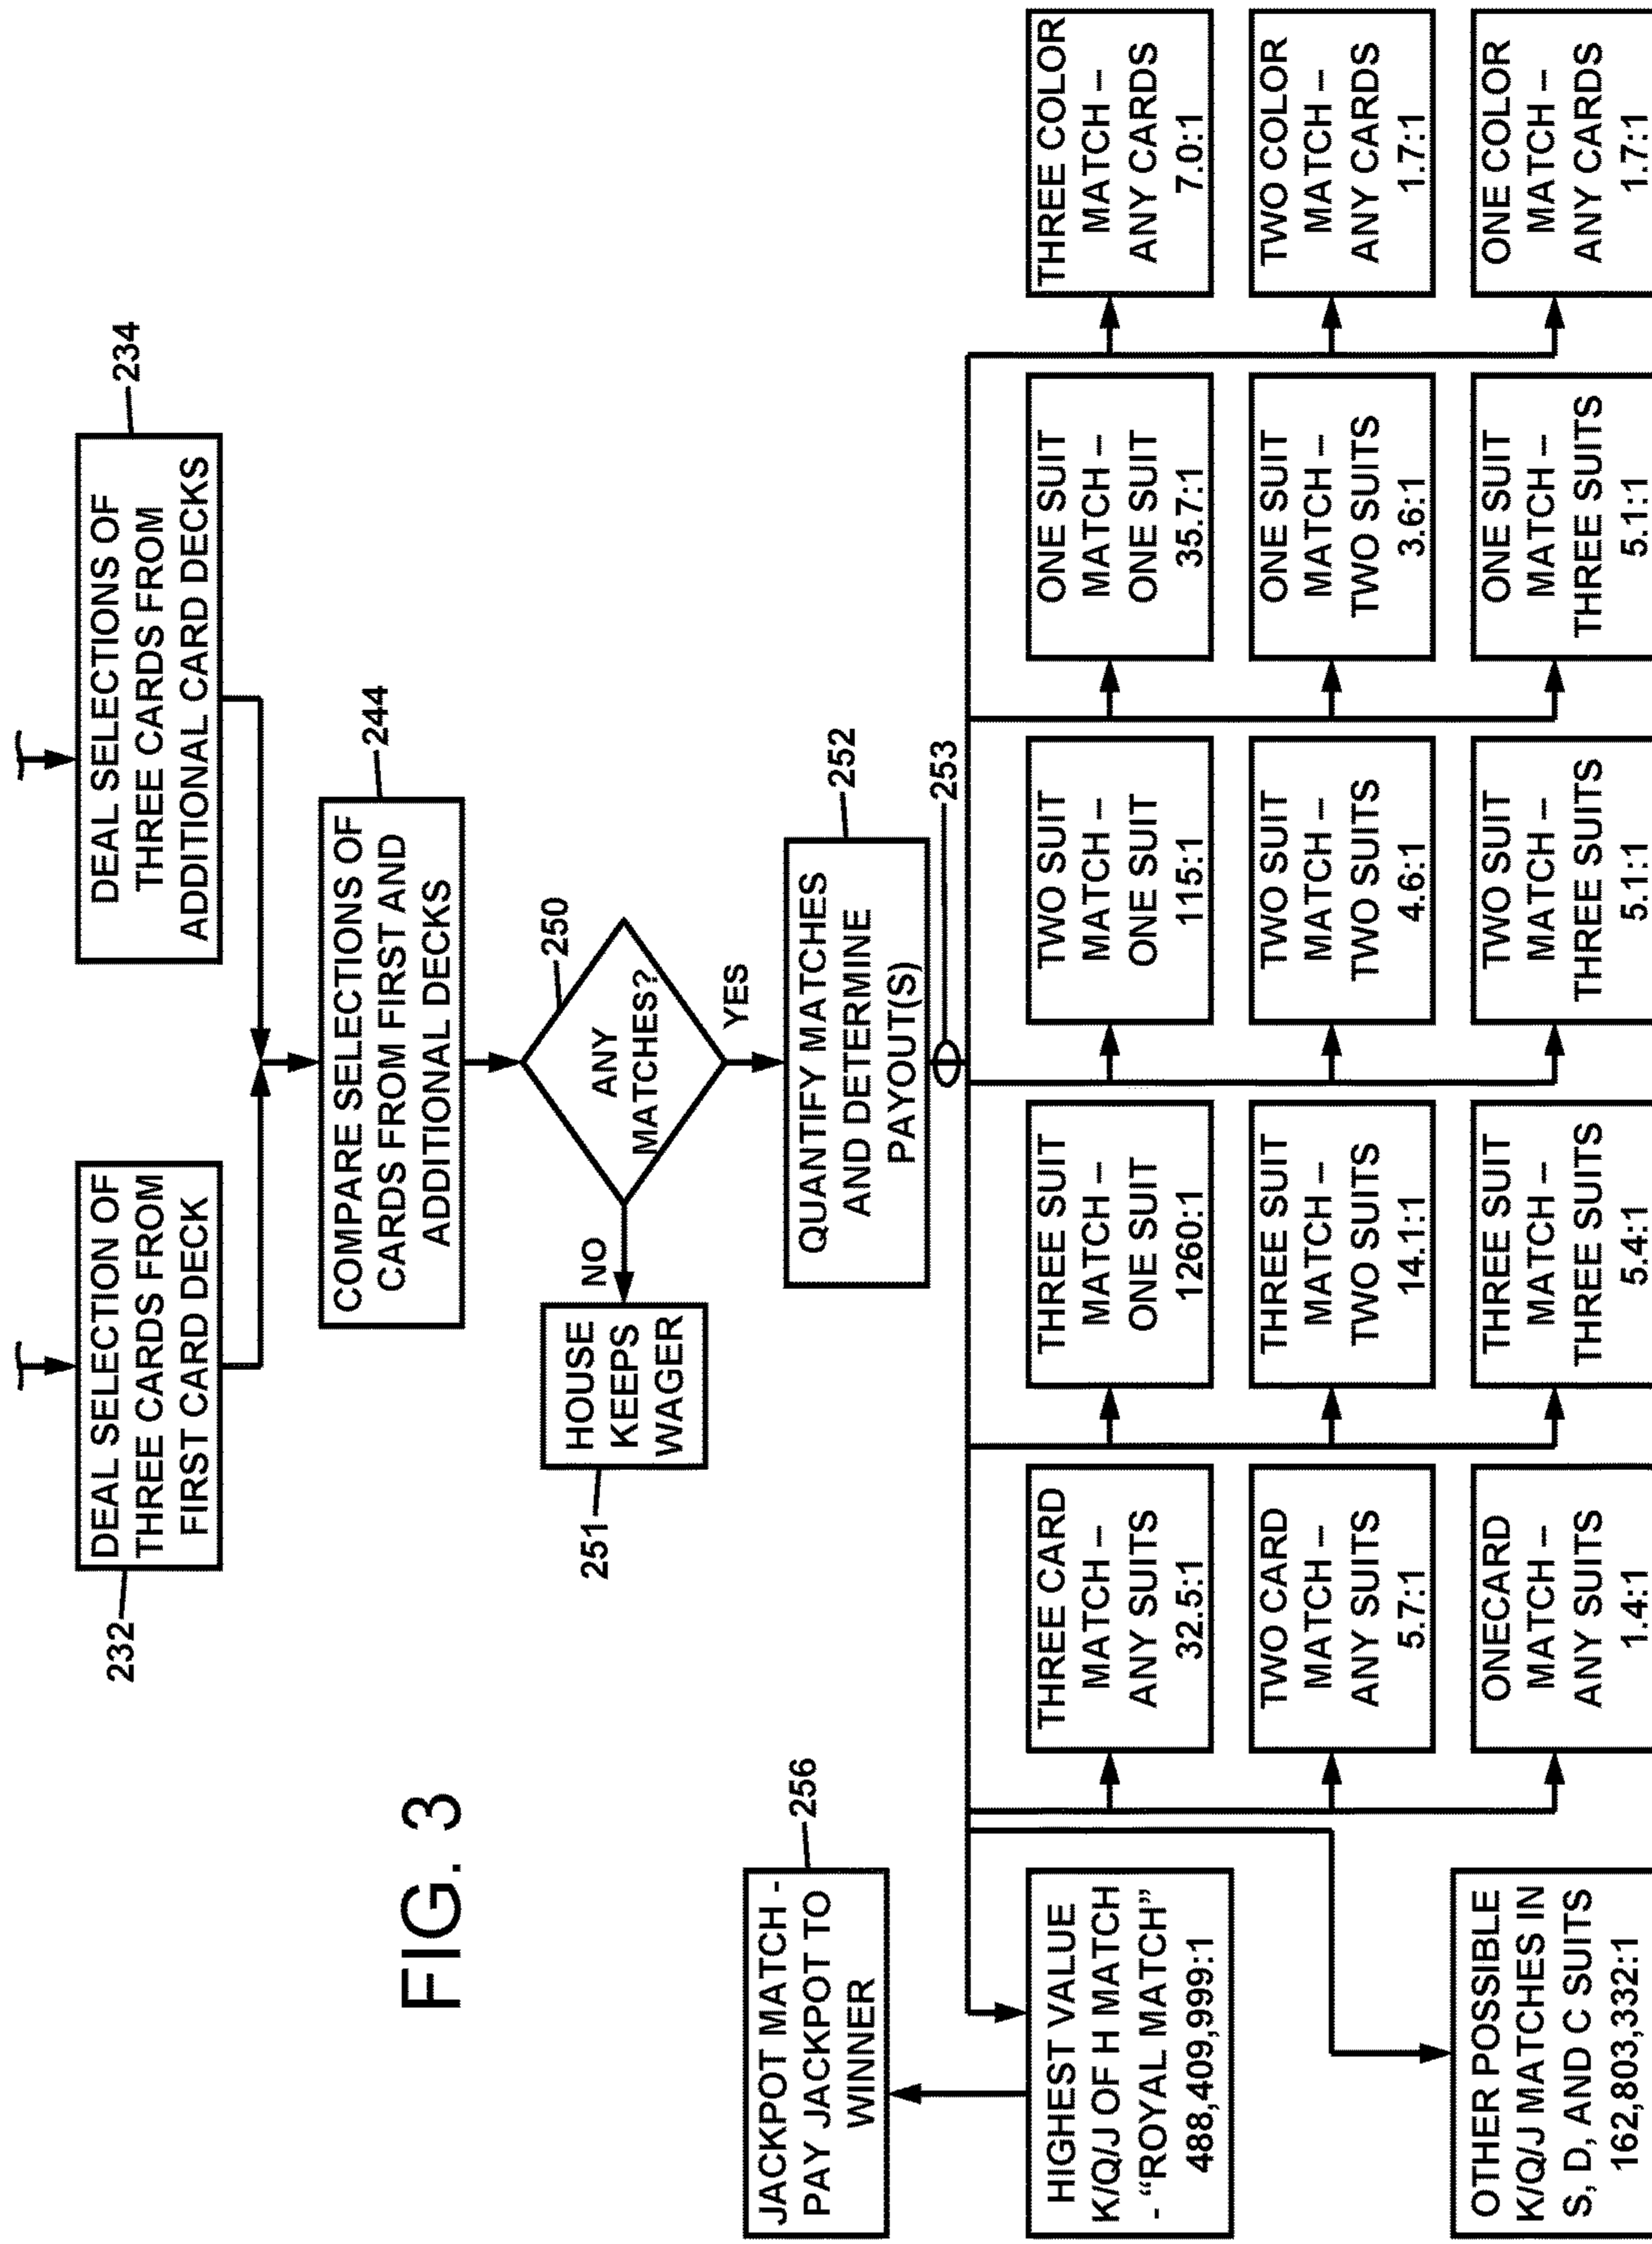 FIG. 3
232
DEAL SELECTION OF
THREE CARDS FROM
FIRST CARD DECK
234
DEAL SELECTIONS OF
THREE CARDS FROM
ADDITIONAL CARD DECKS
244
COMPARE SELECTIONS OF
CARDS FROM FIRST AND
ADDITIONAL DECKS
250
ANY
MATCHES?
NO
YES
251
HOUSE
KEEPS
WAGER
252
QUANTIFY MATCHES
AND DETERMINE
PAYOUT(S)
253
256
JACKPOT MATCH -
PAY JACKPOT TO
WINNER
HIGHEST VALUE
K/Q/J OF H MATCH
- “ROYAL MATCH”
488,409,999:1
OTHER POSSIBLE
K/Q/J MATCHES IN
S, D, AND C SUITS
162,803,332:1
THREE CARD
MATCH –
ANY SUITS
32.5:1
TWO CARD
MATCH –
ANY SUITS
5.7:1
ONECARD
MATCH –
ANY SUITS
1.4:1
THREE SUIT
MATCH –
ONE SUIT
1260:1
THREE SUIT
MATCH –
TWO SUITS
14.1:1
THREE SUIT
MATCH –
THREE SUITS
5.4:1
TWO SUIT
MATCH –
ONE SUIT
115:1
TWO SUIT
MATCH –
TWO SUITS
4.6:1
TWO SUIT
MATCH –
THREE SUITS
5.1:1
ONE SUIT
MATCH –
ONE SUIT
35.7:1
ONE SUIT
MATCH –
TWO SUITS
3.6:1
ONE SUIT
MATCH –
THREE SUITS
5.1:1
THREE COLOR
MATCH –
ANY CARDS
7.0:1
TWO COLOR
MATCH –
ANY CARDS
1.7:1
ONE COLOR
MATCH –
ANY CARDS
1.7:1